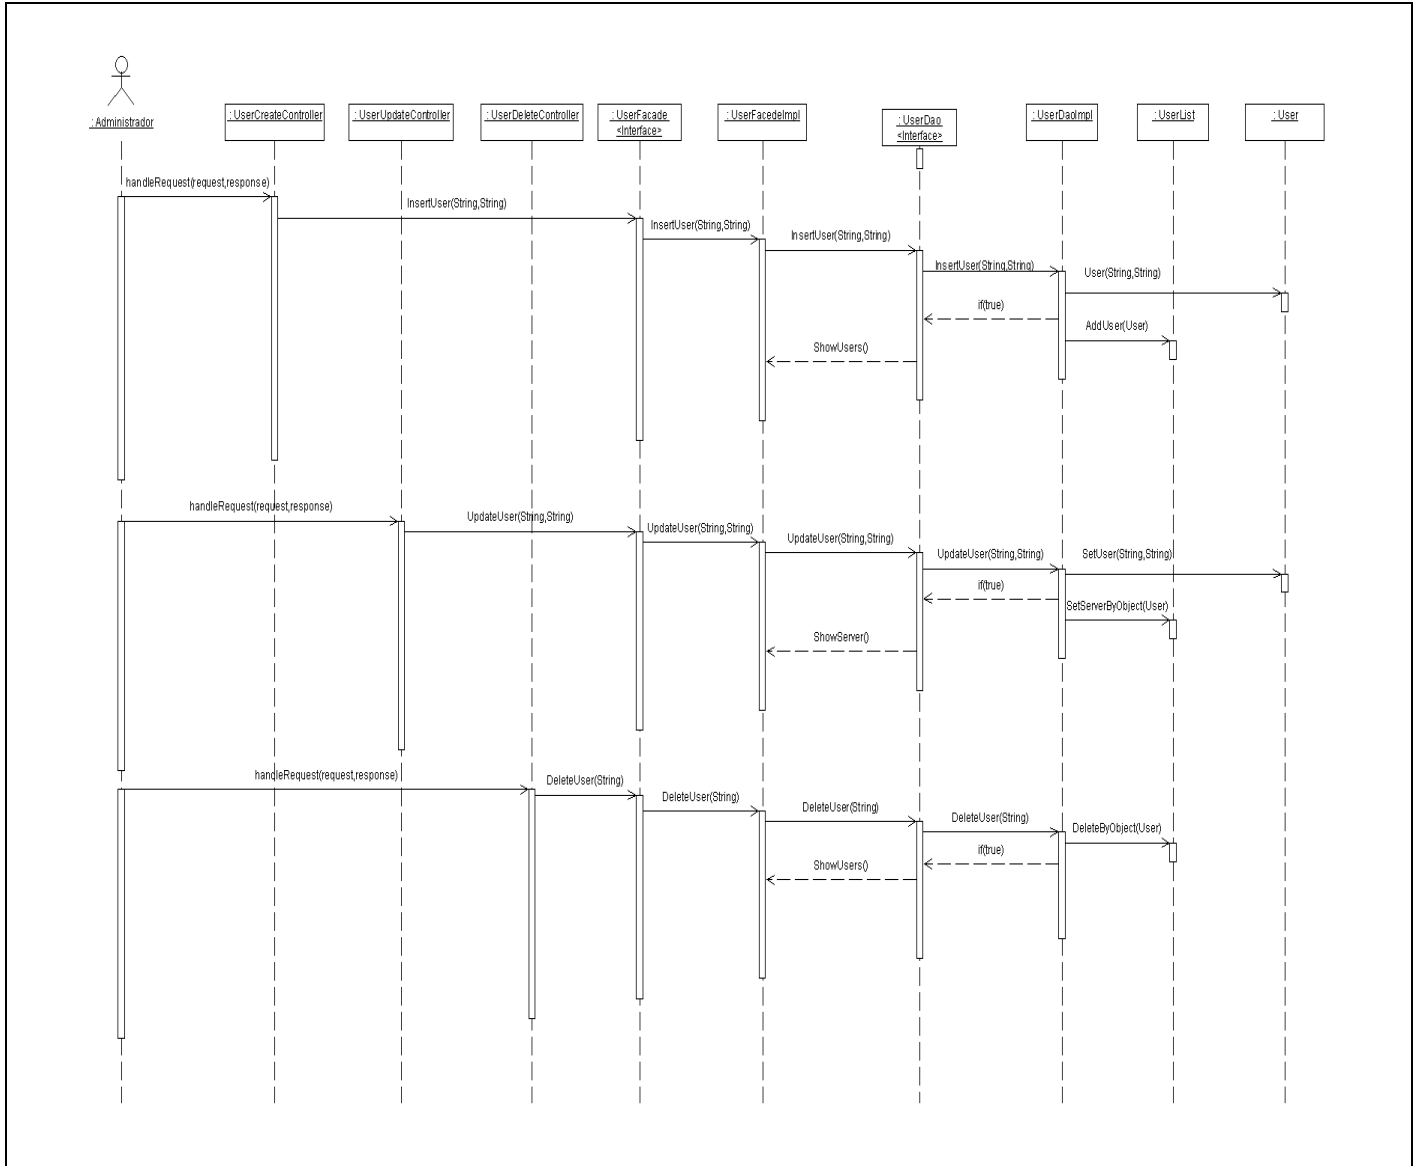 : Administrador
: UserCreateController
: UserUpdateController
: UserDeleteController
: UserFacade
<Interface>
: UserFacedeImpl
: UserDao
<Interface>
: UserDaoImpl
: UserList
: User
handleRequest(request,response)
InsertUser(String,String)
InsertUser(String,String)
InsertUser(String,String)
InsertUser(String,String)
User(String,String)
if(true)
AddUser(User)
ShowUsers()
handleRequest(request,response)
UpdateUser(String,String)
UpdateUser(String,String)
UpdateUser(String,String)
UpdateUser(String,String)
SetUser(String,String)
if(true)
SetServerByObject(User)
ShowServer()
handleRequest(request,response)
DeleteUser(String)
DeleteUser(String)
DeleteUser(String)
DeleteUser(String)
DeleteByObject(User)
if(true)
ShowUsers()